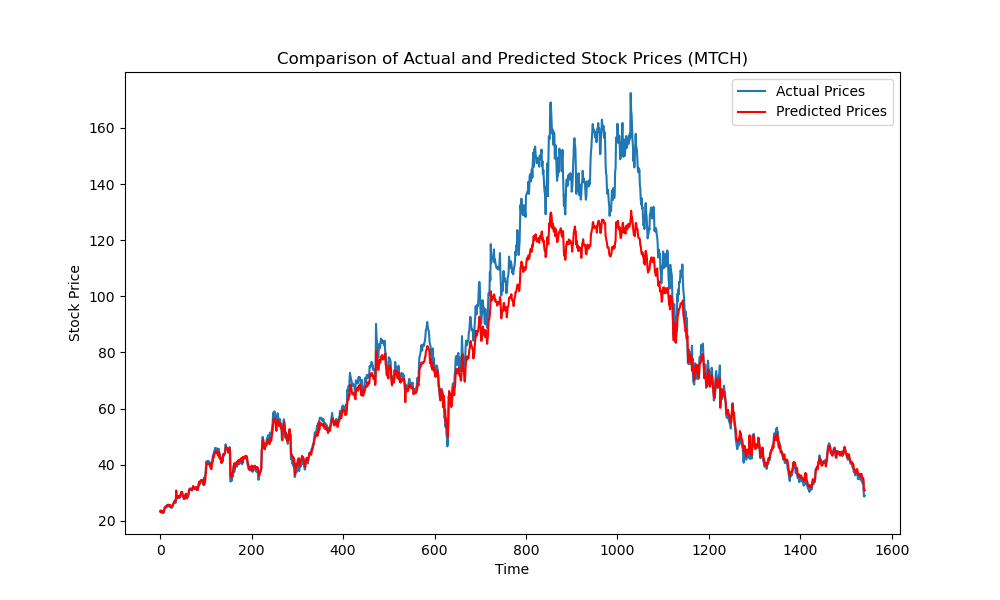 Comparison of Actual and Predicted Stock Prices (MTCH)
Actual Prices
Predicted Prices
Stock Price
160
140
120
100
80
60
40
20
0 200 400 600 800 1000 1200 1400 1600
Time